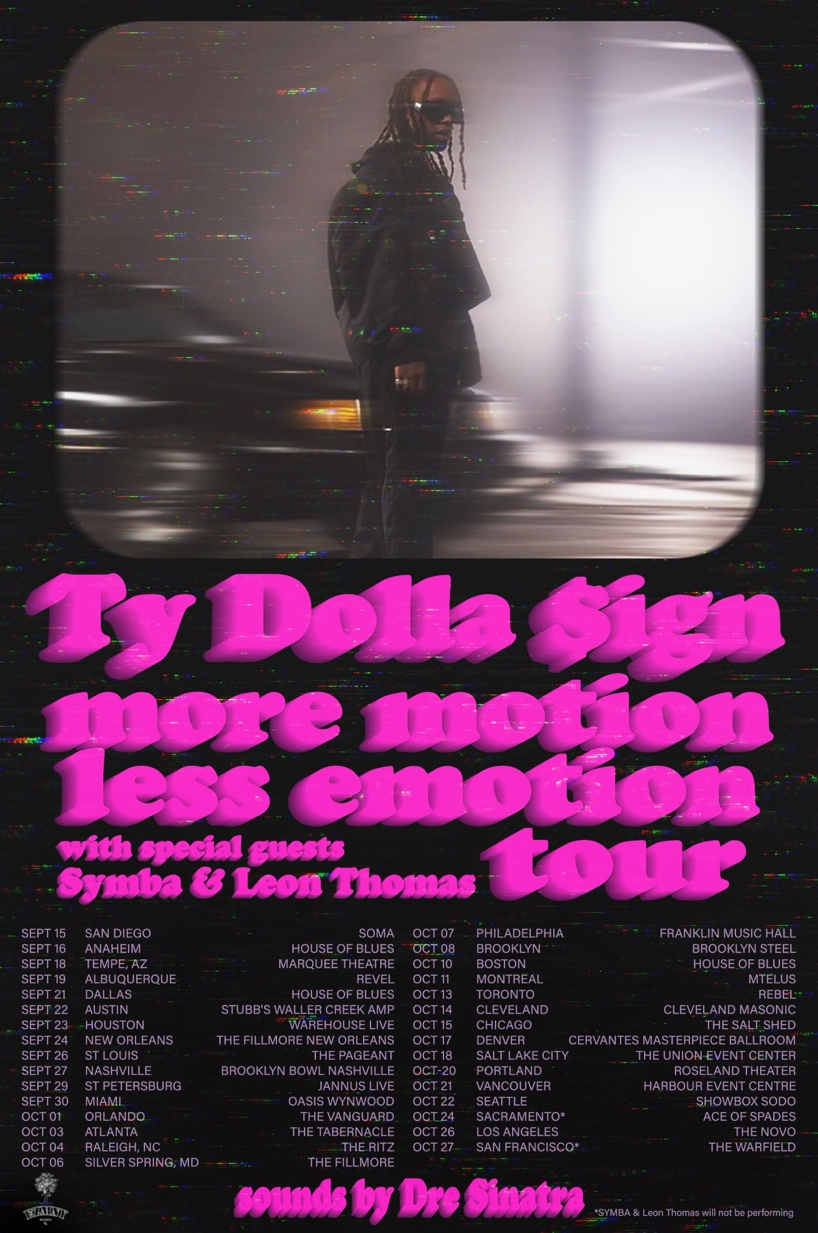 Ty Dolla $ign
more motion
less emotion
tour
with special guests
Symba & Leon Thomas
SEPT 15 SAN DIEGO SOMA
SEPT 16 ANAHEIM HOUSE OF BLUES
SEPT 18 TEMPE, AZ MARQUEE THEATRE
SEPT 19 ALBUQUERQUE REVEL
SEPT 21 DALLAS HOUSE OF BLUES
SEPT 22 AUSTIN STUBB'S WALLER CREEK AMP
SEPT 23 HOUSTON WAREHOUSE LIVE
SEPT 24 NEW ORLEANS THE FILLMORE NEW ORLEANS
SEPT 26 ST LOUIS THE PAGEANT
SEPT 27 NASHVILLE BROOKLYN BOWL NASHVILLE
SEPT 29 ST PETERSBURG JANNUS LIVE
SEPT 30 MIAMI OASIS WYNWOOD
OCT 01 ORLANDO THE VANGUARD
OCT 03 ATLANTA THE TABERNACLE
OCT 04 RALEIGH, NC THE RITZ
OCT 06 SILVER SPRING, MD THE FILLMORE
OCT 07 PHILADELPHIA FRANKLIN MUSIC HALL
OCT 08 BROOKLYN BROOKLYN STEEL
OCT 10 BOSTON HOUSE OF BLUES
OCT 11 MONTREAL MTELUS
OCT 13 TORONTO REBEL
OCT 14 CLEVELAND CLEVELAND MASONIC
OCT 15 CHICAGO THE SALT SHED
OCT 17 DENVER CERVANTES MASTERPIECE BALLROOM
OCT 18 SALT LAKE CITY THE UNION EVENT CENTER
OCT 20 PORTLAND ROSELAND THEATER
OCT 21 VANCOUVER HARBOUR EVENT CENTRE
OCT 22 SEATTLE SHOWBOX SODO
OCT 24 SACRAMENTO* ACE OF SPADES
OCT 26 LOS ANGELES THE NOVO
OCT 27 SAN FRANCISCO* THE WARFIELD
sounds by Dre Sinatra
*SYMBA & Leon Thomas will not be performing